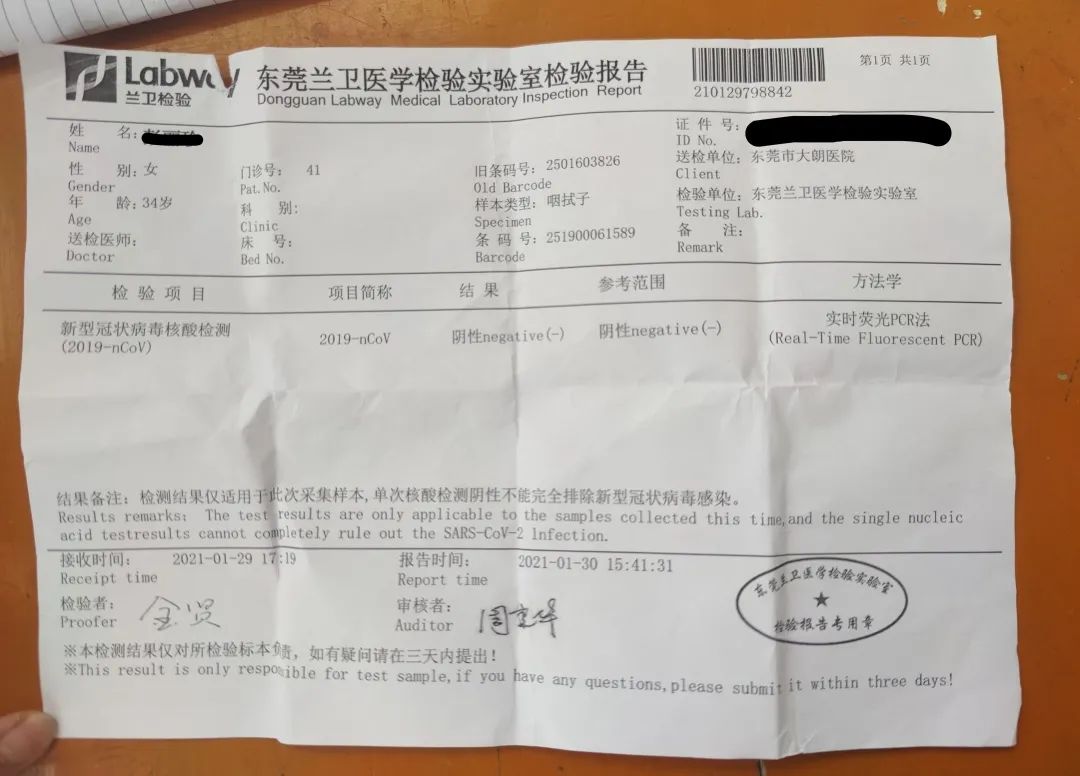 Labway
兰卫检验
东莞兰卫医学检验实验室检验报告
Dongguan Labway Medical Laboratory Inspection Report
210129798842
第1页 共1页
姓 名:
Name
证 件 号:
ID No.
性 别: 女
Gender
门诊号: 41
Pat.No.
旧条码号: 2501603826
Old Barcode
送检单位: 东莞市大朗医院
Client
年 龄: 34岁
Age
科 别:
Clinic
样本类型: 咽拭子
Specimen
检验单位: 东莞兰卫医学检验实验室
Testing Lab.
送检医师:
Doctor
床 号:
Bed No.
条 码 号: 251900061589
Barcode
备 注:
Remark
检 验 项 目 项目简称 结 果 参考范围 方法学
新型冠状病毒核酸检测 2019-nCoV 阴性negative(-) 阴性negative(-) 实时荧光PCR法
(2019-nCoV) (Real-Time Fluorescent PCR)
结果备注: 检测结果仅适用于此次采集样本,单次核酸检测阴性不能完全排除新型冠状病毒感染。
Results remarks: The test results are only applicable to the samples collected this time,and the single nucleic
acid testresults cannot completely rule out the SARS-CoV-2 Infection.
接收时间: 2021-01-29 17:19 报告时间: 2021-01-30 15:41:31
Receipt time Report time
检验者: 金贤 审核者:
Proofer Auditor
东莞兰卫医学检验实验室
检验报告专用章
※本检测结果仅对所检验标本负责，如有疑问请在三天内提出!
※This result is only responsible for test sample,if you have any questions,please submit it within three days!